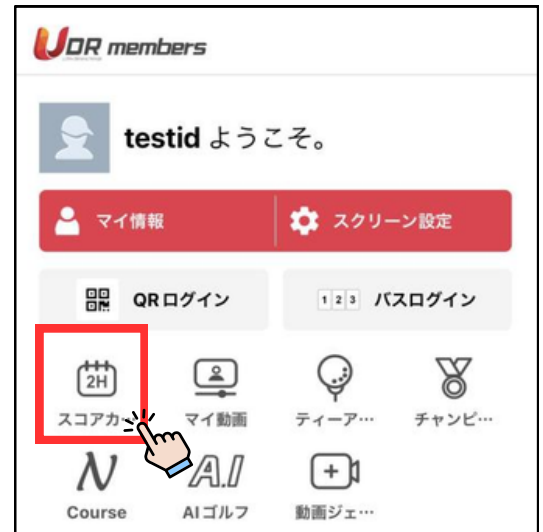 UDR members
testid ようこそ。
マイ情報
スクリーン設定
QRログイン
1 2 3 パスログイン
2H
スコアカ…
マイ動画
ティーア…
チャンピ…
N
A.I
Course
AIゴルフ
動画ジェ…